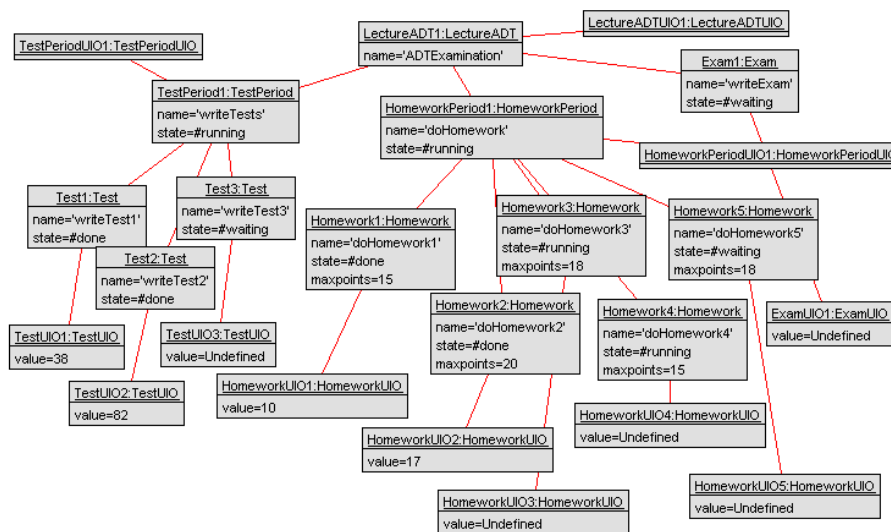 LectureADTUIO1:LectureADTUIO
LectureADT1:LectureADT
name='ADTExamination'
TestPeriodUIO1:TestPeriodUIO
Exam1:Exam
name='writeExam'
state=#waiting
TestPeriod1:TestPeriod
name='writeTests'
state=#running
HomeworkPeriod1:HomeworkPeriod
name='doHomework'
state=#running
HomeworkPeriodUIO1:HomeworkPeriodUIO
Test1:Test
name='writeTest1'
state=#done
Test3:Test
name='writeTest3'
state=#waiting
Test2:Test
name='writeTest2'
state=#done
Homework1:Homework
name='doHomework1'
state=#done
maxpoints=15
Homework3:Homework
name='doHomework3'
state=#running
maxpoints=18
Homework5:Homework
name='doHomework5'
state=#waiting
maxpoints=18
Homework2:Homework
name='doHomework2'
state=#done
maxpoints=20
Homework4:Homework
name='doHomework4'
state=#running
maxpoints=15
ExamUIO1:ExamUIO
value=Undefined
TestUIO1:TestUIO
value=38
TestUIO3:TestUIO
value=Undefined
TestUIO2:TestUIO
value=82
HomeworkUIO1:HomeworkUIO
value=10
HomeworkUIO4:HomeworkUIO
value=Undefined
HomeworkUIO2:HomeworkUIO
value=17
HomeworkUIO5:HomeworkUIO
value=Undefined
HomeworkUIO3:HomeworkUIO
value=Undefined